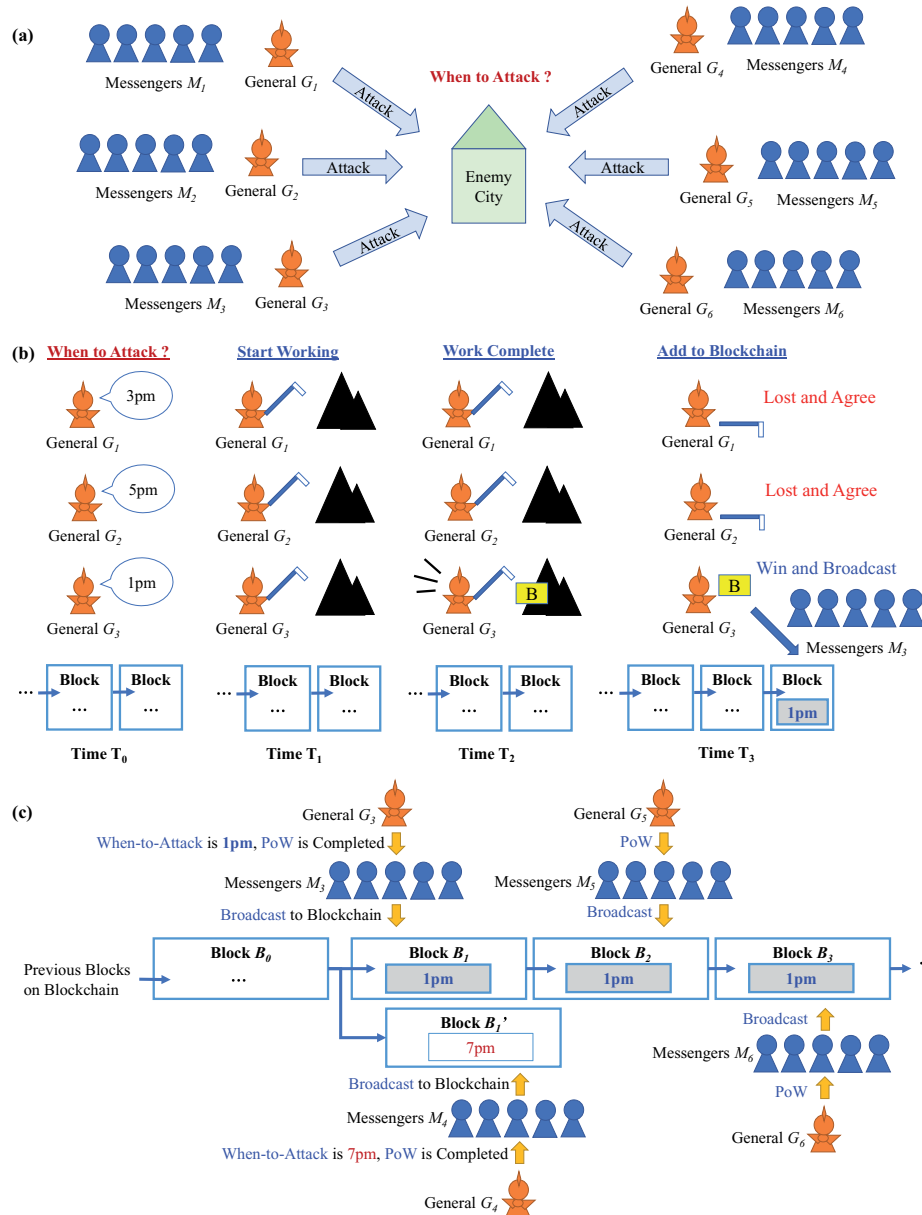 (a)
Messengers M1
General G1
Attack
When to Attack ?
General G4
Messengers M4
Attack
Messengers M2
General G2
Attack
Enemy
City
Attack
General G5
Messengers M5
Messengers M3
General G3
Attack
Attack
General G6
Messengers M6
(b)
When to Attack ?
Start Working
Work Complete
Add to Blockchain
3pm
General G1
General G1
General G1
General G1
Lost and Agree
5pm
General G2
General G2
General G2
General G2
Lost and Agree
1pm
General G3
General G3
B
General G3
B
General G3
Win and Broadcast
Messengers M3
... Block Block
... ...
Time T0
... Block Block
... ...
Time T1
... Block Block
... ...
Time T2
... Block Block Block
... ... 1pm
Time T3
(c)
General G3
When-to-Attack is 1pm, PoW is Completed
Messengers M3
Broadcast to Blockchain
General G5
PoW
Messengers M5
Broadcast
Previous Blocks
on Blockchain
Block B0
...
Block B1
1pm
Block B2
1pm
Block B3
1pm
...
Block B1’
7pm
Broadcast to Blockchain
Messengers M4
When-to-Attack is 7pm, PoW is Completed
General G4
Broadcast
Messengers M6
PoW
General G6